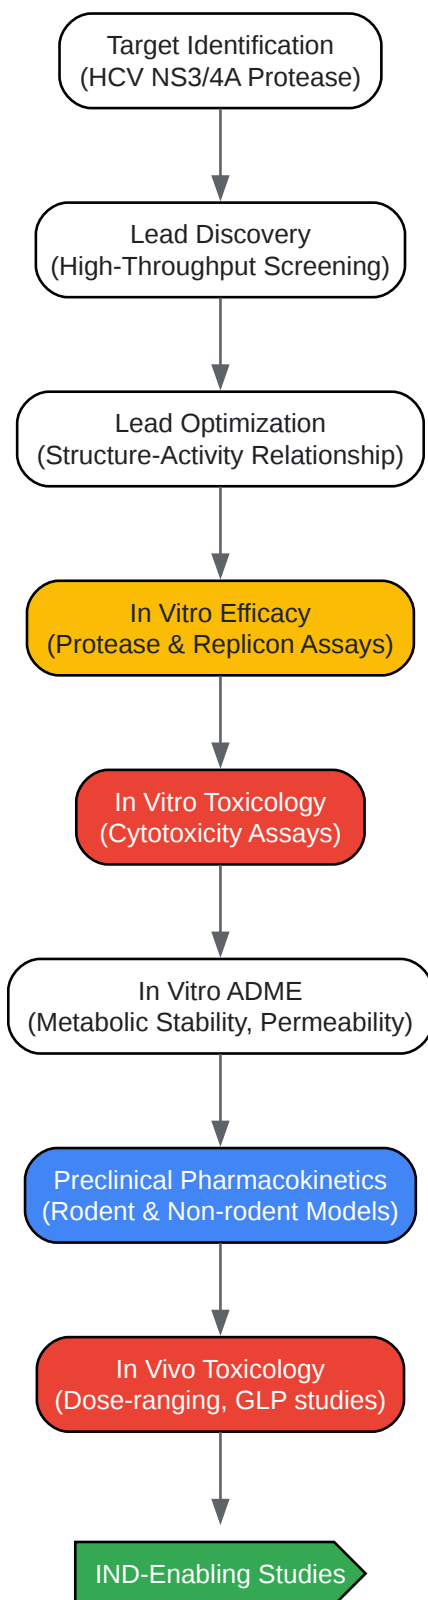 Target Identification
(HCV NS3/4A Protease)
Lead Discovery
(High-Throughput Screening)
Lead Optimization
(Structure-Activity Relationship)
In Vitro Efficacy
(Protease & Replicon Assays)
In Vitro Toxicology
(Cytotoxicity Assays)
In Vitro ADME
(Metabolic Stability, Permeability)
Preclinical Pharmacokinetics
(Rodent & Non-rodent Models)
In Vivo Toxicology
(Dose-ranging, GLP studies)
IND-Enabling Studies